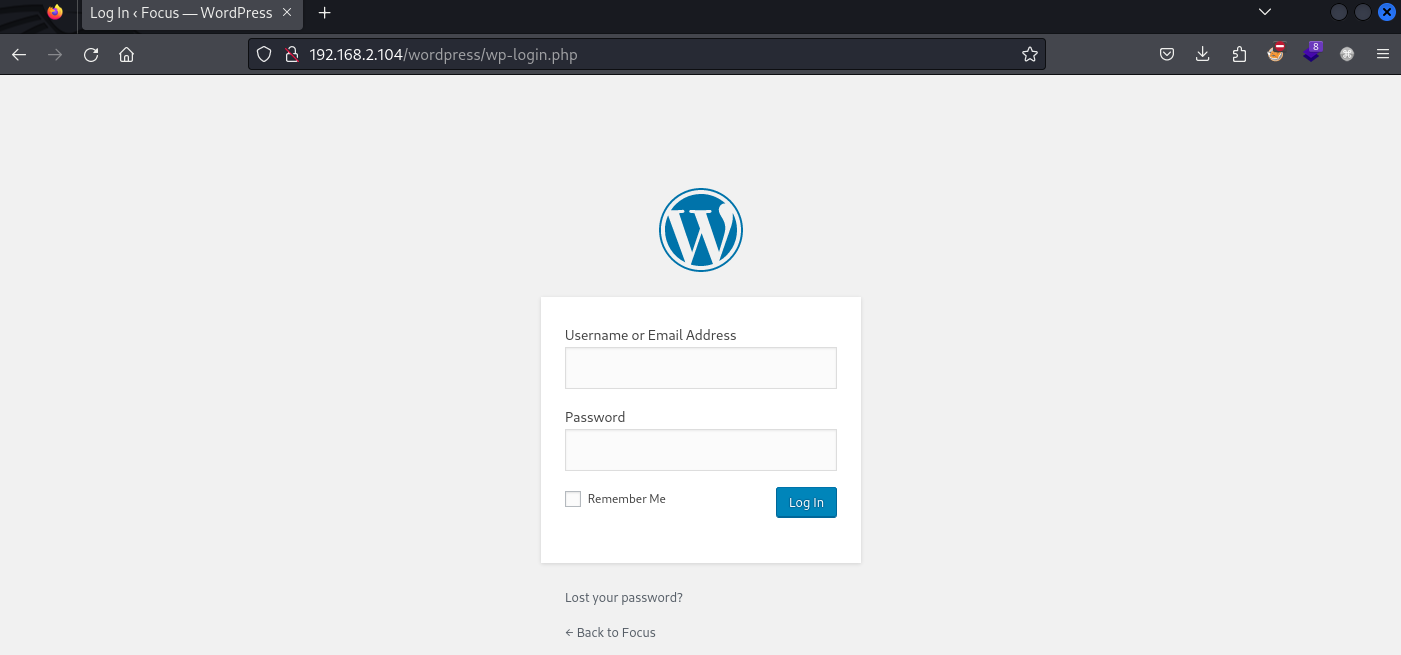 Log In ‹ Focus — WordPress
192.168.2.104/wordpress/wp-login.php
8
Username or Email Address
Password
Remember Me
Log In
Lost your password?
← Back to Focus